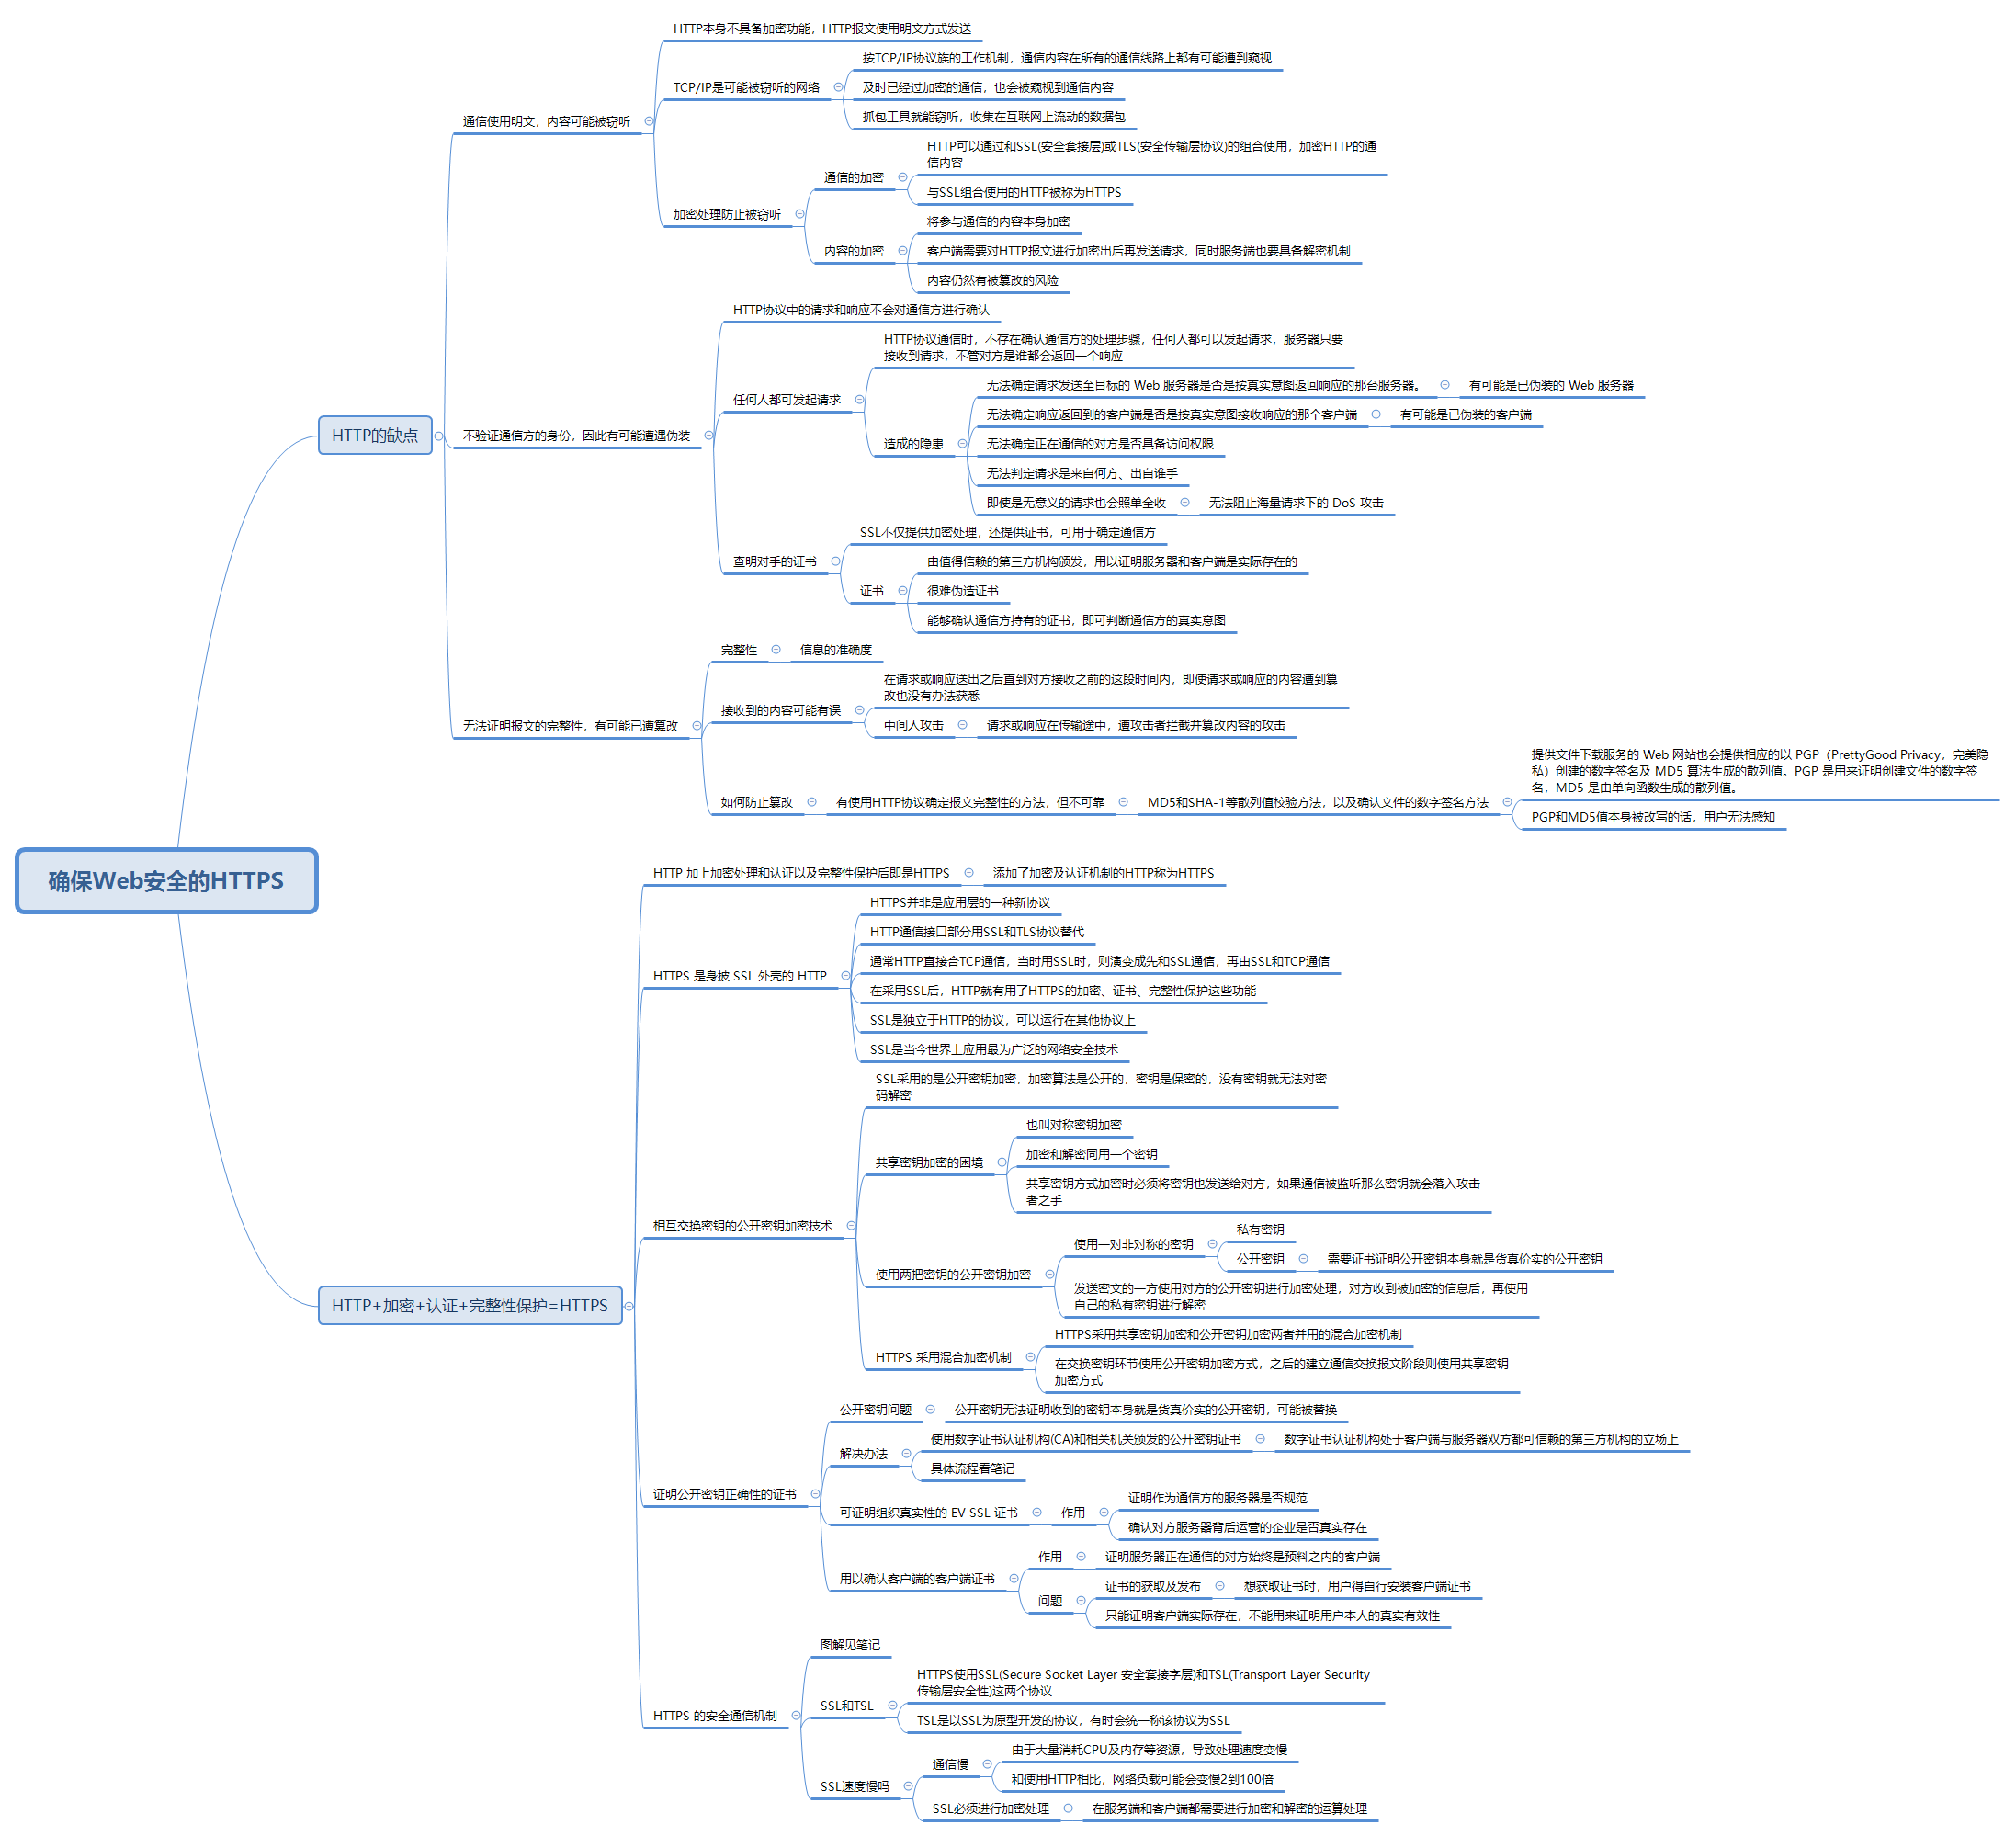 确保Web安全的HTTPS
HTTP的缺点
通信使用明文，内容可能被窃听
HTTP本身不具备加密功能，HTTP报文使用明文方式发送
TCP/IP是可能被窃听的网络
按TCP/IP协议族的工作机制，通信内容在所有的通信线路上都有可能遭到窥视
及时已经过加密的通信，也会被窥视到通信内容
抓包工具就能窃听，收集在互联网上流动的数据包
加密处理防止被窃听
通信的加密
HTTP可以通过和SSL(安全套接层)或TLS(安全传输层协议)的组合使用，加密HTTP的通
信内容
与SSL组合使用的HTTP被称为HTTPS
内容的加密
将参与通信的内容本身加密
客户端需要对HTTP报文进行加密出后再发送请求，同时服务端也要具备解密机制
内容仍然有被篡改的风险
不验证通信方的身份，因此有可能遭遇伪装
HTTP协议中的请求和响应不会对通信方进行确认
任何人都可发起请求
HTTP协议通信时，不存在确认通信方的处理步骤，任何人都可以发起请求，服务器只要
接收到请求，不管对方是谁都会返回一个响应
造成的隐患
无法确定请求发送至目标的 Web 服务器是否是按真实意图返回响应的那台服务器。
有可能是已伪装的 Web 服务器
无法确定响应返回到的客户端是否是按真实意图接收响应的那个客户端
有可能是已伪装的客户端
无法确定正在通信的对方是否具备访问权限
无法判定请求是来自何方、出自谁手
即使是无意义的请求也会照单全收
无法阻止海量请求下的 DoS 攻击
查明对手的证书
SSL不仅提供加密处理，还提供证书，可用于确定通信方
证书
由值得信赖的第三方机构颁发，用以证明服务器和客户端是实际存在的
很难伪造证书
能够确认通信方持有的证书，即可判断通信方的真实意图
无法证明报文的完整性，有可能已遭篡改
完整性
信息的准确度
接收到的内容可能有误
在请求或响应送出之后直到对方接收之前的这段时间内，即使请求或响应的内容遭到篡
改也没有办法获悉
中间人攻击
请求或响应在传输途中，遭攻击者拦截并篡改内容的攻击
如何防止篡改
有使用HTTP协议确定报文完整性的方法，但不可靠
MD5和SHA-1等散列值校验方法，以及确认文件的数字签名方法
提供文件下载服务的 Web 网站也会提供相应的以 PGP（PrettyGood Privacy，完美隐
私）创建的数字签名及 MD5 算法生成的散列值。PGP 是用来证明创建文件的数字签
名，MD5 是由单向函数生成的散列值。
PGP和MD5值本身被改写的话，用户无法感知
HTTP+加密+认证+完整性保护=HTTPS
HTTP 加上加密处理和认证以及完整性保护后即是HTTPS
添加了加密及认证机制的HTTP称为HTTPS
HTTPS 是身披 SSL 外壳的 HTTP
HTTPS并非是应用层的一种新协议
HTTP通信接口部分用SSL和TLS协议替代
通常HTTP直接合TCP通信，当时用SSL时，则演变成先和SSL通信，再由SSL和TCP通信
在采用SSL后，HTTP就有用了HTTPS的加密、证书、完整性保护这些功能
SSL是独立于HTTP的协议，可以运行在其他协议上
SSL是当今世界上应用最为广泛的网络安全技术
相互交换密钥的公开密钥加密技术
SSL采用的是公开密钥加密，加密算法是公开的，密钥是保密的，没有密钥就无法对密
码解密
共享密钥加密的困境
也叫对称密钥加密
加密和解密同用一个密钥
共享密钥方式加密时必须将密钥也发送给对方，如果通信被监听那么密钥就会落入攻击
者之手
使用两把密钥的公开密钥加密
使用一对非对称的密钥
私有密钥
公开密钥
需要证书证明公开密钥本身就是货真价实的公开密钥
发送密文的一方使用对方的公开密钥进行加密处理，对方收到被加密的信息后，再使用
自己的私有密钥进行解密
HTTPS 采用混合加密机制
HTTPS采用共享密钥加密和公开密钥加密两者并用的混合加密机制
在交换密钥环节使用公开密钥加密方式，之后的建立通信交换报文阶段则使用共享密钥
加密方式
证明公开密钥正确性的证书
公开密钥问题
公开密钥无法证明收到的密钥本身就是货真价实的公开密钥，可能被替换
解决办法
使用数字证书认证机构(CA)和相关机关颁发的公开密钥证书
数字证书认证机构处于客户端与服务器双方都可信赖的第三方机构的立场上
具体流程看笔记
可证明组织真实性的 EV SSL 证书
作用
证明作为通信方的服务器是否规范
确认对方服务器背后运营的企业是否真实存在
用以确认客户端的客户端证书
作用
证明服务器正在通信的对方始终是预料之内的客户端
问题
证书的获取及发布
想获取证书时，用户得自行安装客户端证书
只能证明客户端实际存在，不能用来证明用户本人的真实有效性
HTTPS 的安全通信机制
图解见笔记
SSL和TSL
HTTPS使用SSL(Secure Socket Layer 安全套接字层)和TSL(Transport Layer Security
传输层安全性)这两个协议
TSL是以SSL为原型开发的协议，有时会统一称该协议为SSL
SSL速度慢吗
通信慢
由于大量消耗CPU及内存等资源，导致处理速度变慢
和使用HTTP相比，网络负载可能会变慢2到100倍
SSL必须进行加密处理
在服务端和客户端都需要进行加密和解密的运算处理